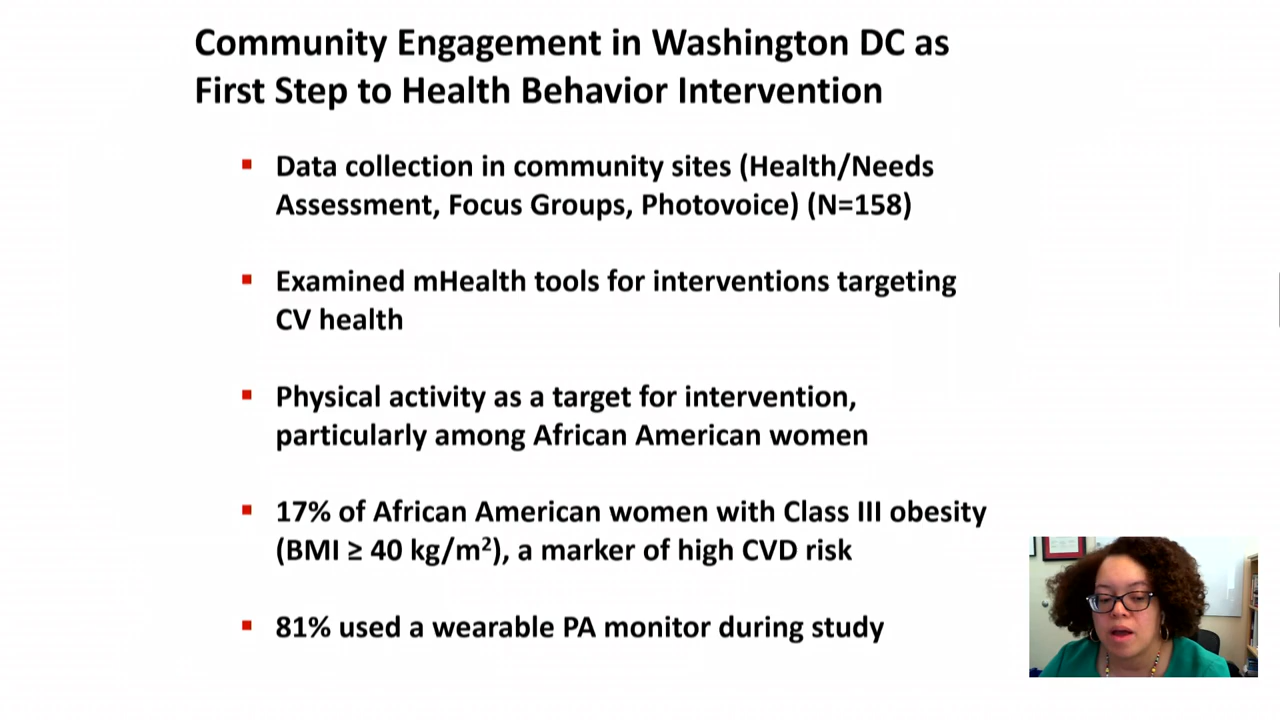 Community Engagement in Washington DC as
First Step to Health Behavior Intervention
▪ Data collection in community sites (Health/Needs
Assessment, Focus Groups, Photovoice) (N=158)
▪ Examined mHealth tools for interventions targeting
CV health
▪ Physical activity as a target for intervention,
particularly among African American women
▪ 17% of African American women with Class III obesity
(BMI ≥ 40 kg/m²), a marker of high CVD risk
▪ 81% used a wearable PA monitor during study